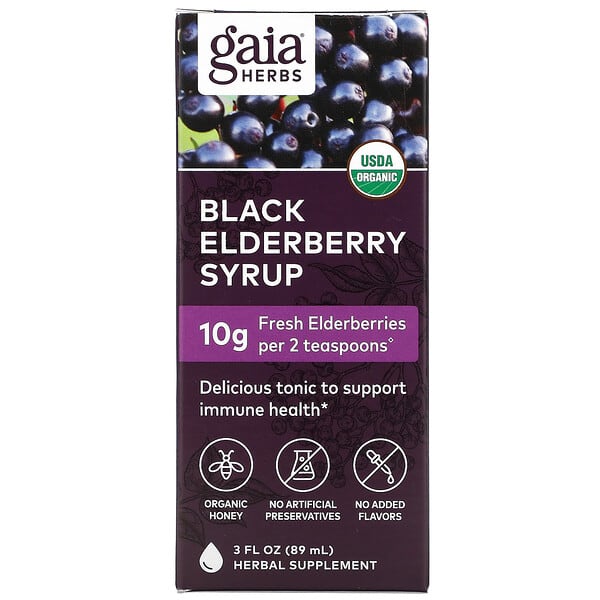 gaia®
HERBS
USDA
ORGANIC
BLACK
ELDERBERRY
SYRUP
10g
Fresh Elderberries
per 2 teaspoons◊
Delicious tonic to support
immune health*
ORGANIC
HONEY
NO ARTIFICIAL
PRESERVATIVES
NO ADDED
FLAVORS
3 FL OZ (89 mL)
HERBAL SUPPLEMENT